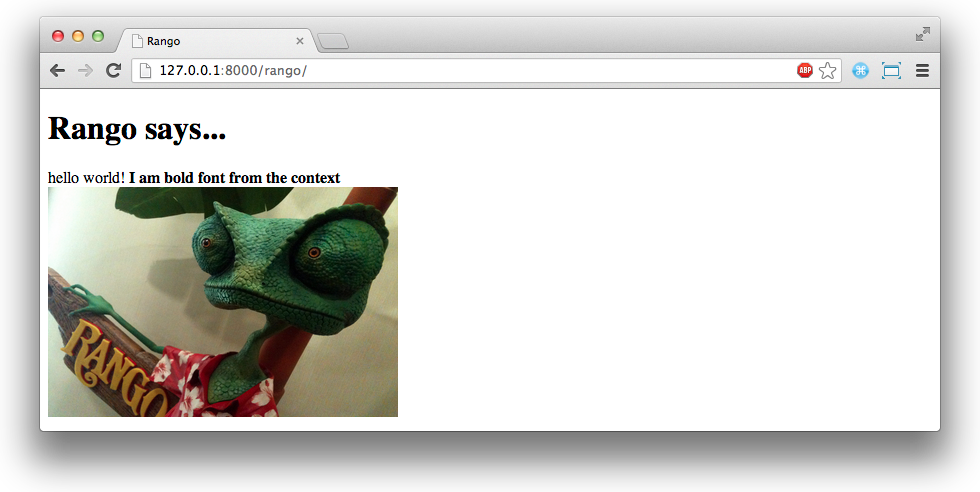 Rango
127.0.0.1:8000/rango/
ABP
Rango says...
hello world! I am bold font from the context
RANGO